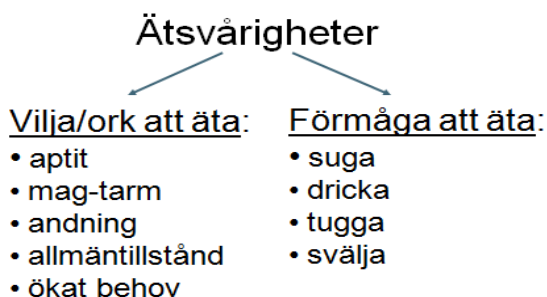 Ätsvårigheter
Vilja/ork att äta:
• aptit
• mag-tarm
• andning
• allmäntillstånd
• ökat behov
Förmåga att äta:
• suga
• dricka
• tugga
• svälja